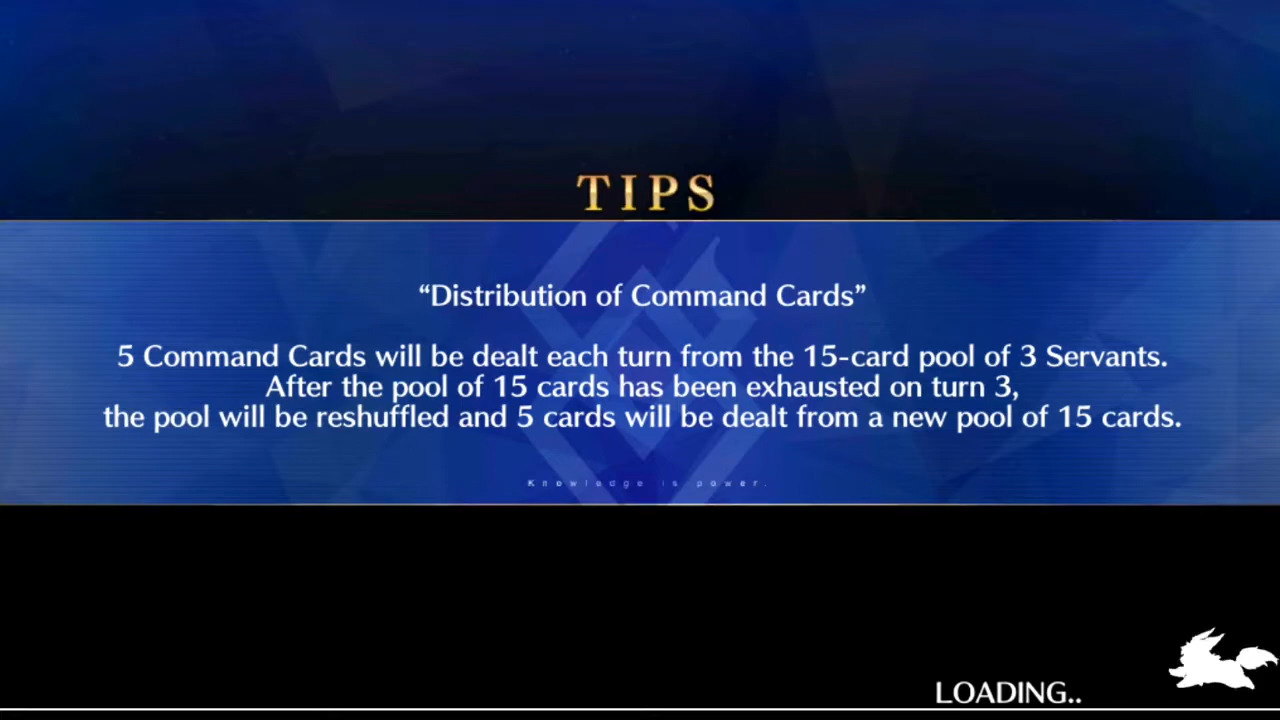 TIPS
“Distribution of Command Cards”
5 Command Cards will be dealt each turn from the 15-card pool of 3 Servants.
After the pool of 15 cards has been exhausted on turn 3,
the pool will be reshuffled and 5 cards will be dealt from a new pool of 15 cards.
Knowledge is power.
LOADING..